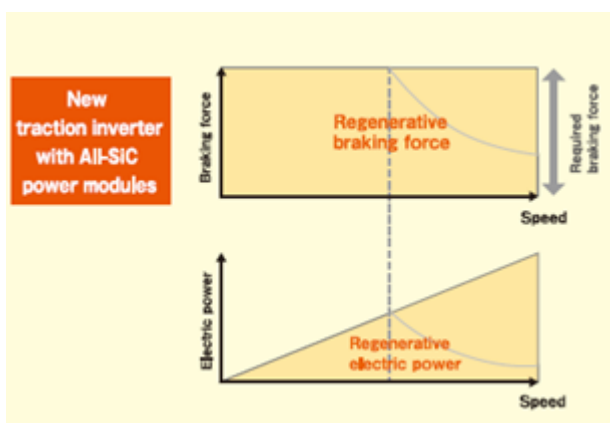 New
traction inverter
with All-SiC
power modules
Braking force
Regenerative
braking force
Required
braking force
Speed
Electric power
Regenerative
electric power
Speed